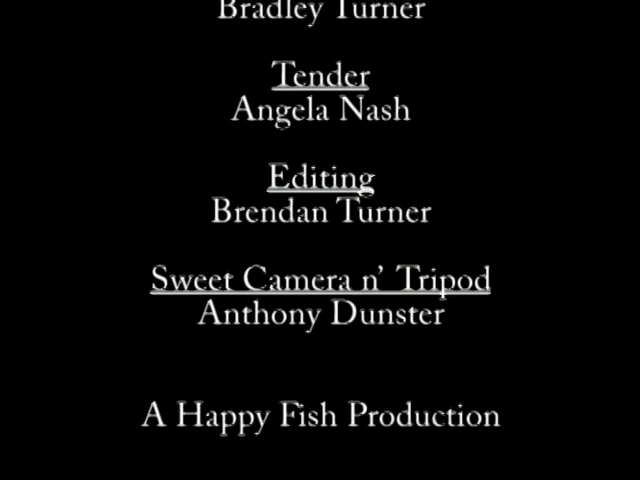 Bradley Turner
Tender
Angela Nash
Editing
Brendan Turner
Sweet Camera n' Tripod
Anthony Dunster
A Happy Fish Production